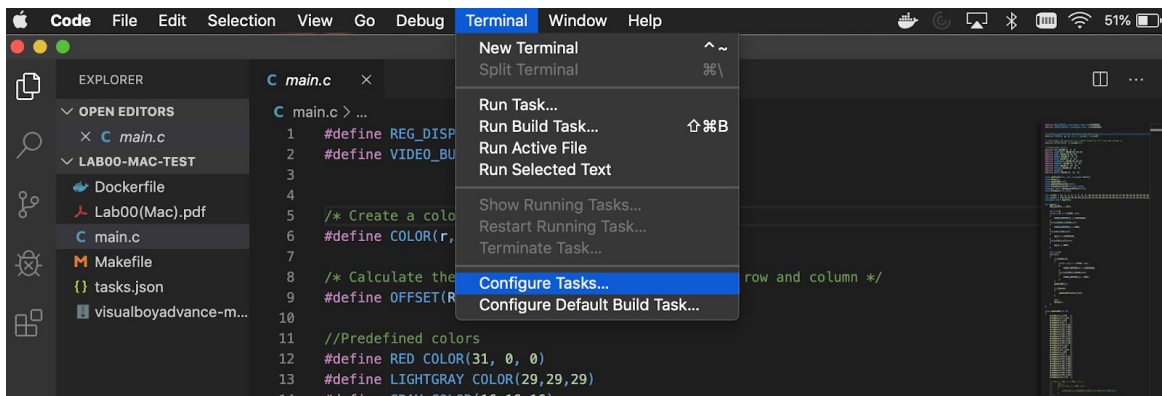 Code File Edit Selection View Go Debug Terminal Window Help 51%
New Terminal ^~
Split Terminal ⌘\
Run Task...
Run Build Task... ⇧⌘B
Run Active File
Run Selected Text
Show Running Tasks...
Restart Running Task...
Terminate Task...
Configure Tasks...
Configure Default Build Task...
EXPLORER
OPEN EDITORS
× C main.c
LAB00-MAC-TEST
Dockerfile
Lab00(Mac).pdf
C main.c
M Makefile
{} tasks.json
visualboyadvance-m...
C main.c ×
C main.c > ...
1 #define REG_DISP
2 #define VIDEO_BU
3
4
5 /* Create a colo
6 #define COLOR(r,
7
8 /* Calculate the row and column */
9 #define OFFSET(R
10
11 //Predefined colors
12 #define RED COLOR(31, 0, 0)
13 #define LIGHTGRAY COLOR(29,29,29)